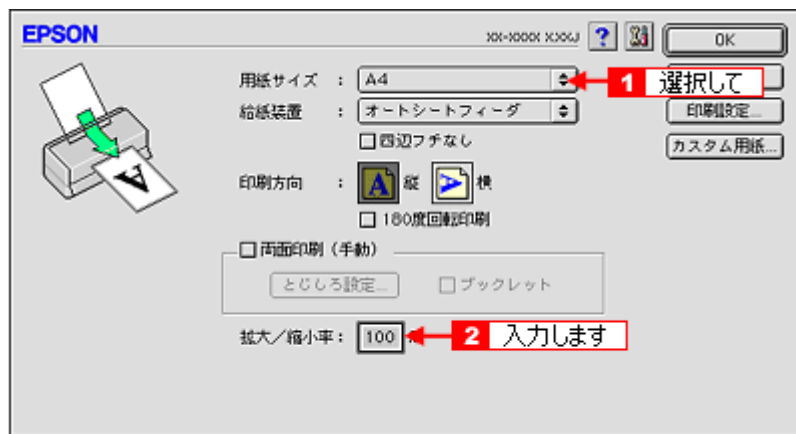 EPSON
XX-XXXX X.XX
OK
用紙サイズ : A4
1 選択して
給紙装置 : オートシートフィーダ
印刷設定...
四辺フチなし
カスタム用紙...
印刷方向 : A 縦 A 横
180度回転印刷
両面印刷 (手動)
とじしろ設定... ブックレット
拡大/縮小率: 100
2 入力します